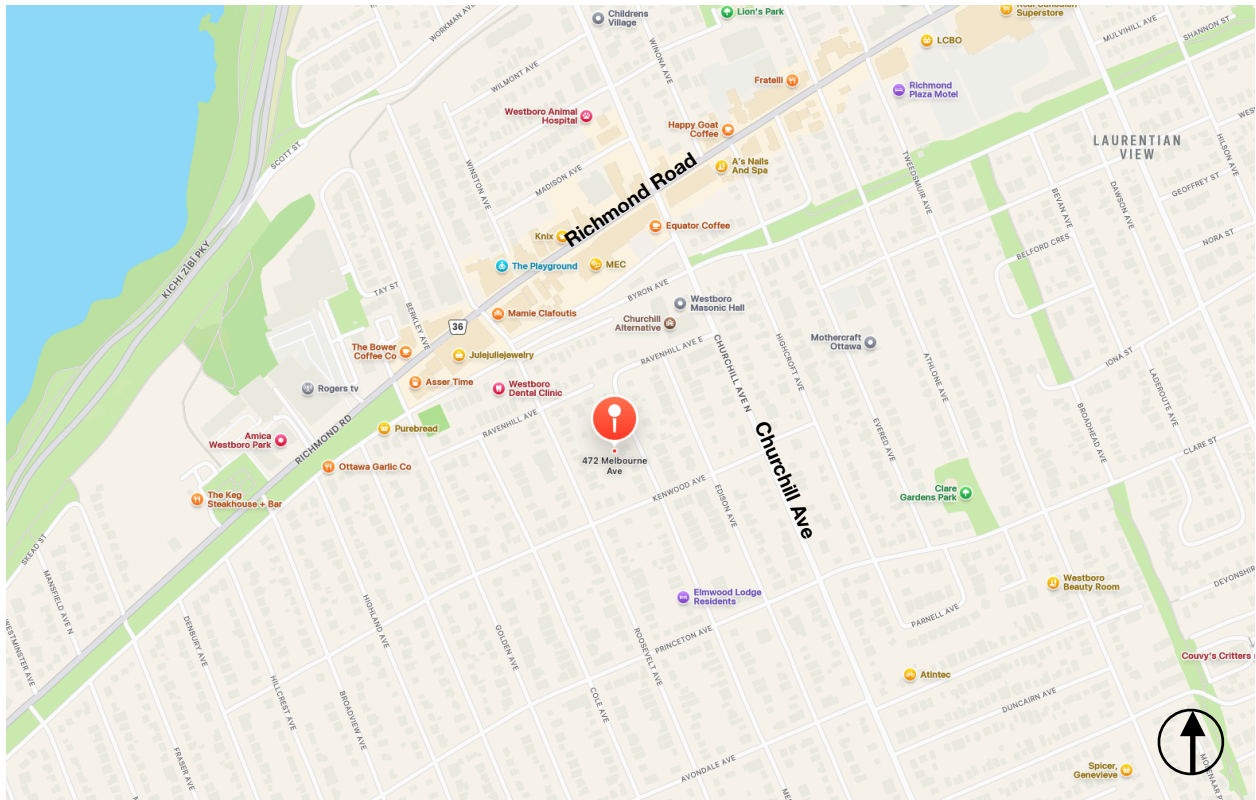 WORKMAN AVE
Childrens
Village
Lion's Park
Real Canadian
Superstore
LCBO
MULVIHILL AVE
SHANNON ST
WILMONT AVE
WINONA AVE
Fratelli
Richmond
Plaza Motel
Westboro Animal
Hospital
Happy Goat
Coffee
LAURENTIAN
VIEW
HILSON AVE
SCOTT ST
WINSTON AVE
MADISON AVE
Richmond Road
A's Nails
And Spa
TWEEDSMUIR AVE
BEVAN AVE
DAWSON AVE
GEOFFREY ST
Knix
Equator Coffee
NORA ST
BELFORD CRES
KICHI ZĪBĪ PKY
The Playground
MEC
TAY ST
BYRON AVE
BERKLEY AVE
36
Mamie Clafoutis
Westboro
Masonic Hall
Churchill
Alternative
Mothercraft
Ottawa
The Bower
Coffee Co
Julejuliejewelry
RAVENHILL AVE E
CHURCHILL AVE N
HIGHCROFT AVE
ATHLONE AVE
IONA ST
LADEROUTE AVE
Rogers tv
Asser Time
Westboro
Dental Clinic
RICHMOND RD
Purebread
RAVENHILL AVE
Amica
Westboro Park
Ottawa Garlic Co
472 Melbourne
Ave
Churchill Ave
EVERED AVE
BROADHEAD AVE
CLARE ST
The Keg
Steakhouse + Bar
KENWOOD AVE
EDISON AVE
Clare
Gardens Park
SKEAD ST
MANSFIELD AVE N
WESTMINSTER AVE
DENBURY AVE
HIGHLAND AVE
GOLDEN AVE
Elmwood Lodge
Residents
ROOSEVELT AVE
PRINCETON AVE
PARNELL AVE
Westboro
Beauty Room
DEVONSHIR
Couvy's Critters
HILLCREST AVE
BROADVIEW AVE
COLE AVE
Atintec
DUNCAIRN AVE
FRASER AVE
AVONDALE AVE
Spicer,
Genevieve